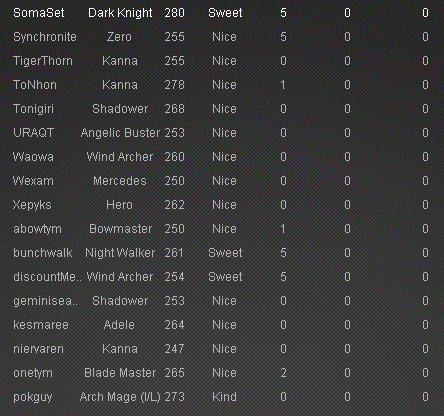 SomaSet Dark Knight 280 Sweet 5 0 0
Synchronite Zero 255 Nice 5 0 0
TigerThorn Kanna 255 Nice 0 0 0
ToNhon Kanna 278 Nice 1 0 0
Tonigiri Shadower 268 Nice 0 0 0
URAQT Angelic Buster 253 Nice 0 0 0
Waowa Wind Archer 260 Nice 0 0 0
Wexam Mercedes 250 Nice 0 0 0
Xepyks Hero 262 Nice 0 0 0
abowtym Bowmaster 250 Nice 1 0 0
bunchwalk Night Walker 261 Sweet 5 0 0
discountMe.. Wind Archer 254 Sweet 5 0 0
geminisea.. Shadower 253 Nice 0 0 0
kesmaree Adele 264 Nice 0 0 0
niervaren Kanna 247 Nice 0 0 0
onetym Blade Master 265 Nice 2 0 0
pokguy Arch Mage (I/L) 273 Kind 0 0 0